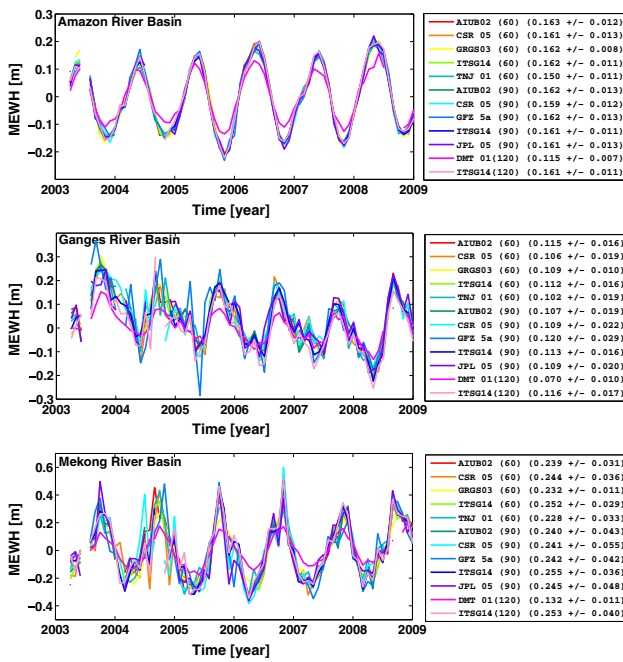 Amazon River Basin
0.2
0.1
0
−0.1
−0.2
MEWH [m]
2003 2004 2005 2006 2007 2008 2009
Time [year]
AIUB02 (60) (0.163 +/- 0.012)
CSR 05 (60) (0.161 +/- 0.013)
GRGS03 (60) (0.162 +/- 0.008)
ITSG14 (60) (0.162 +/- 0.011)
TNJ 01 (60) (0.150 +/- 0.011)
AIUB02 (90) (0.162 +/- 0.013)
CSR 05 (90) (0.159 +/- 0.012)
GFZ 5a (90) (0.162 +/- 0.013)
ITSG14 (90) (0.161 +/- 0.011)
JPL 05 (90) (0.161 +/- 0.013)
DMT 01(120) (0.115 +/- 0.007)
ITSG14(120) (0.161 +/- 0.011)
Ganges River Basin
0.3
0.2
0.1
0
−0.1
−0.2
−0.3
MEWH [m]
2003 2004 2005 2006 2007 2008 2009
Time [year]
AIUB02 (60) (0.115 +/- 0.016)
CSR 05 (60) (0.106 +/- 0.019)
GRGS03 (60) (0.109 +/- 0.010)
ITSG14 (60) (0.112 +/- 0.016)
TNJ 01 (60) (0.102 +/- 0.019)
AIUB02 (90) (0.107 +/- 0.021)
CSR 05 (90) (0.109 +/- 0.022)
GFZ 5a (90) (0.120 +/- 0.029)
ITSG14 (90) (0.113 +/- 0.016)
JPL 05 (90) (0.109 +/- 0.020)
DMT 01(120) (0.070 +/- 0.010)
ITSG14(120) (0.116 +/- 0.017)
Mekong River Basin
0.6
0.4
0.2
0
−0.2
−0.4
MEWH [m]
2003 2004 2005 2006 2007 2008 2009
Time [year]
AIUB02 (60) (0.239 +/- 0.031)
CSR 05 (60) (0.244 +/- 0.036)
GRGS03 (60) (0.232 +/- 0.011)
ITSG14 (60) (0.252 +/- 0.029)
TNJ 01 (60) (0.228 +/- 0.033)
AIUB02 (90) (0.240 +/- 0.043)
CSR 05 (90) (0.241 +/- 0.055)
GFZ 5a (90) (0.242 +/- 0.042)
ITSG14 (90) (0.255 +/- 0.036)
JPL 05 (90) (0.245 +/- 0.048)
DMT 01(120) (0.132 +/- 0.011)
ITSG14(120) (0.253 +/- 0.040)